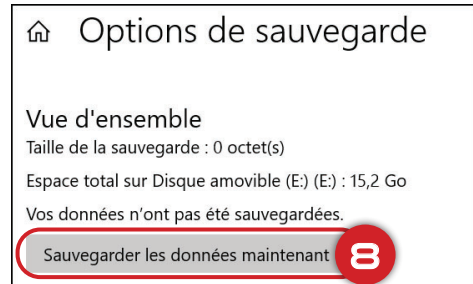 Options de sauvegarde
Vue d'ensemble
Taille de la sauvegarde : 0 octet(s)
Espace total sur Disque amovible (E:) (E:) : 15,2 Go
Vos données n’ont pas été sauvegardées.
Sauvegarder les données maintenant 8